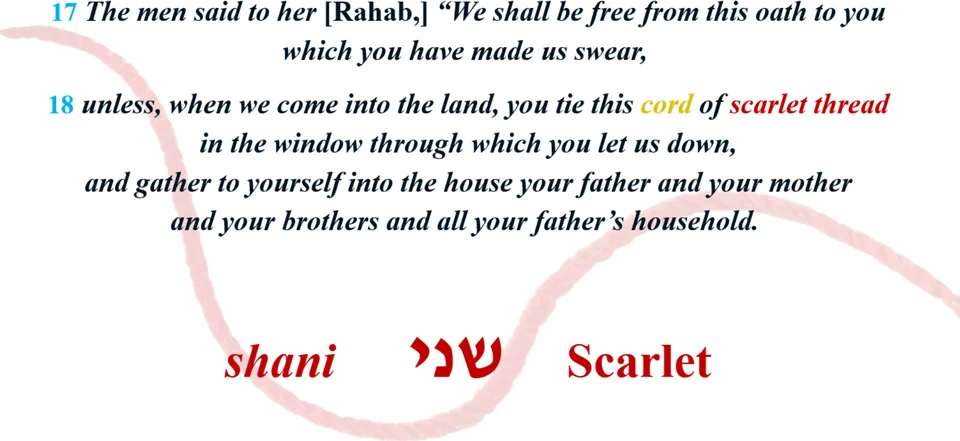 17 The men said to her [Rahab,] “We shall be free from this oath to you
which you have made us swear,
18 unless, when we come into the land, you tie this cord of scarlet thread
in the window through which you let us down,
and gather to yourself into the house your father and your mother
and your brothers and all your father’s household.
shani שני Scarlet